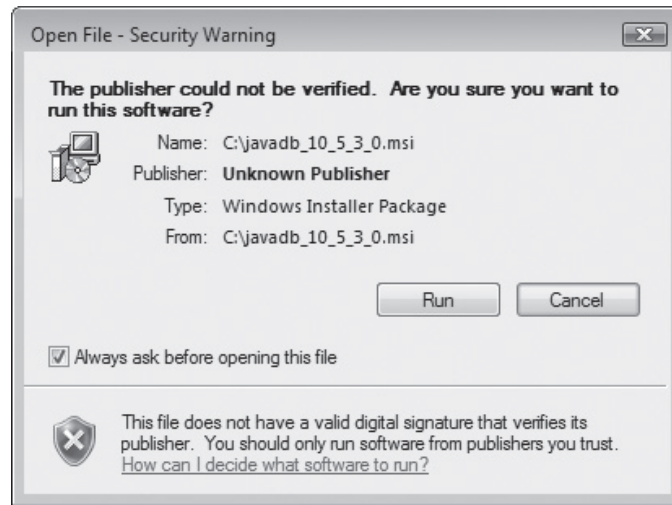 Open File - Security Warning
The publisher could not be verified.  Are you sure you want to
run this software?
Name: C:\javadb_10_5_3_0.msi
Publisher: Unknown Publisher
Type: Windows Installer Package
From: C:\javadb_10_5_3_0.msi
Run Cancel
Always ask before opening this file
This file does not have a valid digital signature that verifies its
publisher.  You should only run software from publishers you trust.
How can I decide what software to run?